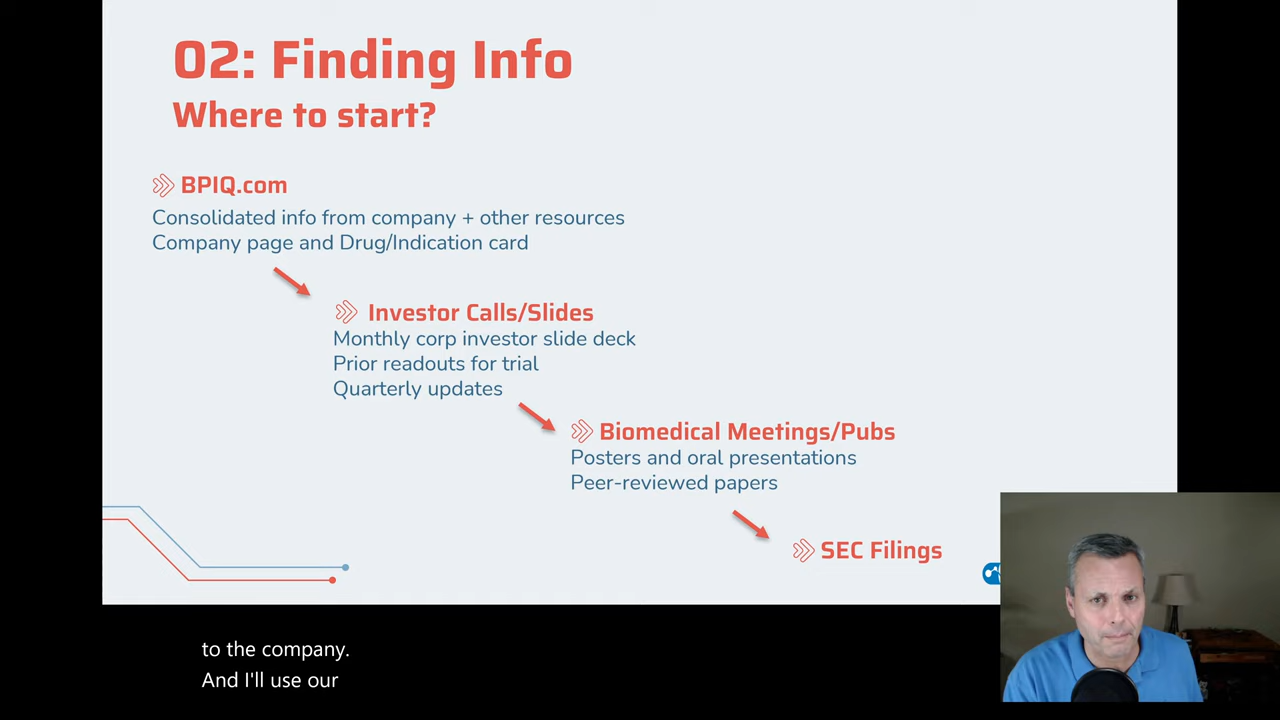 02: Finding Info
Where to start?
BPIQ.com
Consolidated info from company + other resources
Company page and Drug/Indication card
Investor Calls/Slides
Monthly corp investor slide deck
Prior readouts for trial
Quarterly updates
Biomedical Meetings/Pubs
Posters and oral presentations
Peer-reviewed papers
SEC Filings
to the company.
And I'll use our